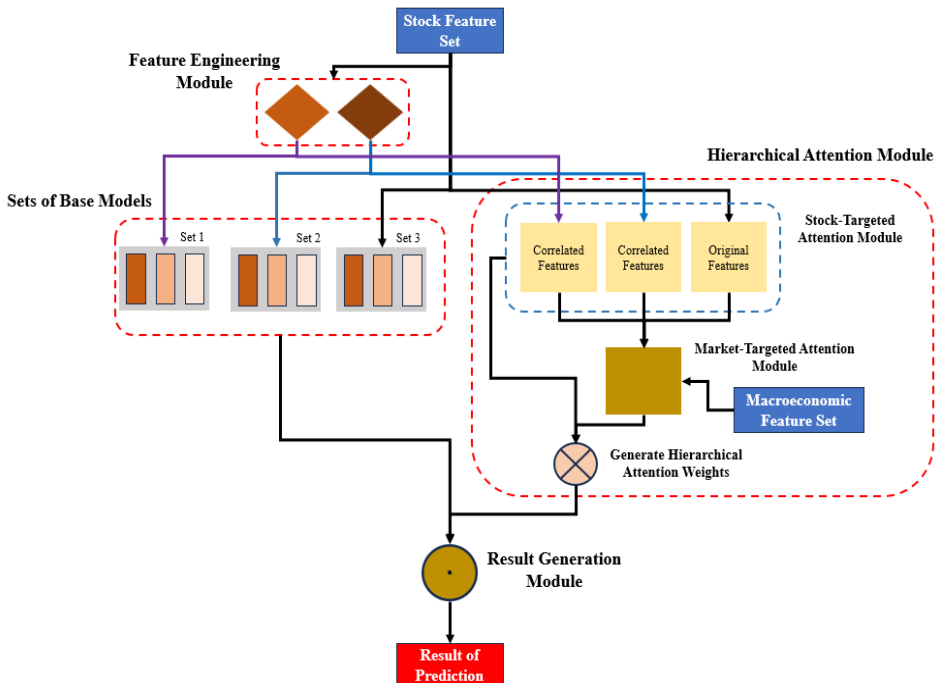 Stock Feature
Set
Feature Engineering
Module
Hierarchical Attention Module
Sets of Base Models
Set 1
Set 2
Set 3
Stock-Targeted
Attention Module
Correlated
Features
Correlated
Features
Original
Features
Market-Targeted Attention
Module
Macroeconomic
Feature Set
Generate Hierarchical
Attention Weights
Result Generation
Module
Result of
Prediction